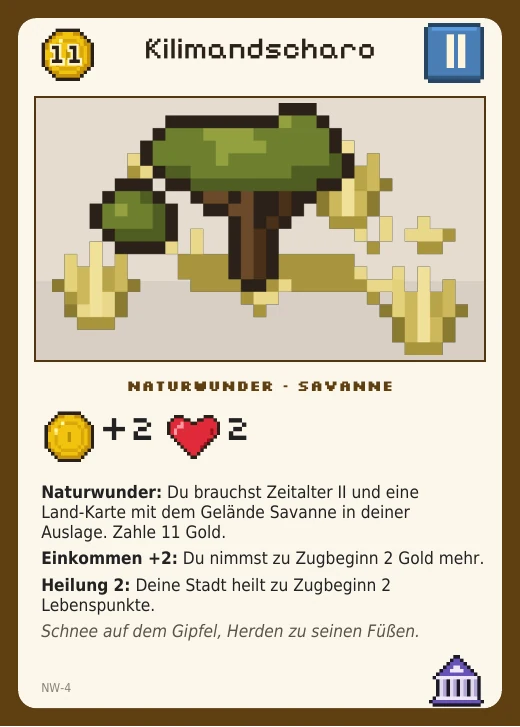 11
Kilimandscharo
II
NATURWUNDER - SAVANNE
+2 2
Naturwunder: Du brauchst Zeitalter II und eine
Land-Karte mit dem Gelände Savanne in deiner
Auslage. Zahle 11 Gold.
Einkommen +2: Du nimmst zu Zugbeginn 2 Gold mehr.
Heilung 2: Deine Stadt heilt zu Zugbeginn 2
Lebenspunkte.
Schnee auf dem Gipfel, Herden zu seinen Füßen.
NW-4